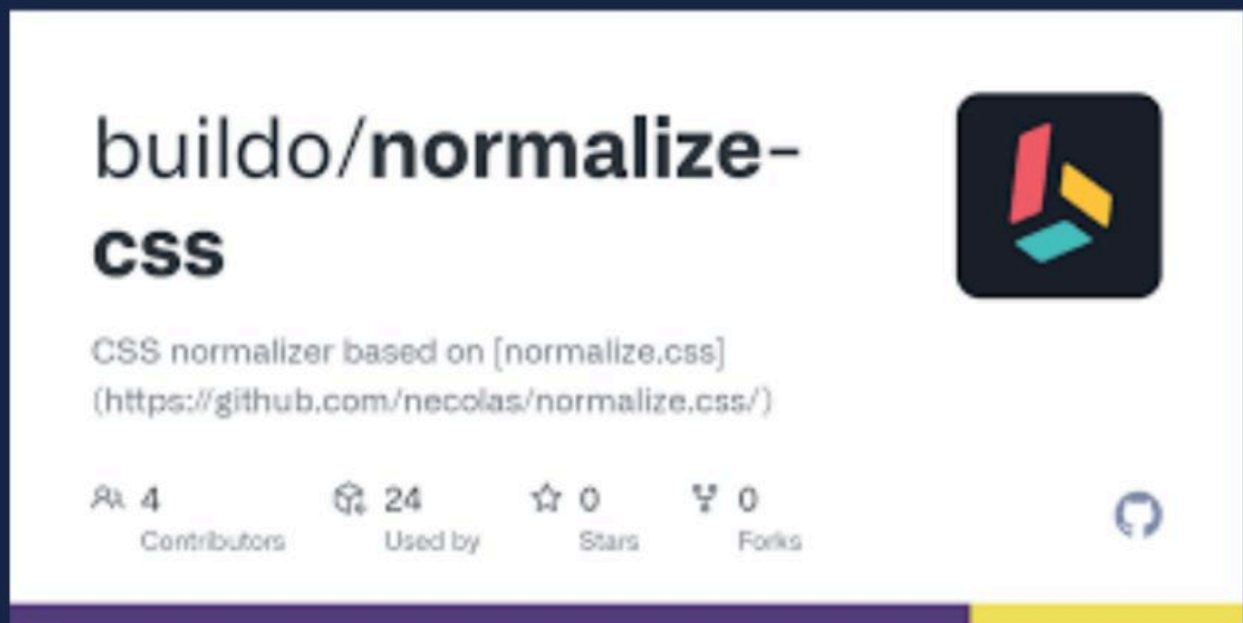 buildo/normalize-
css
CSS normalizer based on [normalize.css]
(https://github.com/necolas/normalize.css/)
4 24 0 0
Contributors Used by Stars Forks